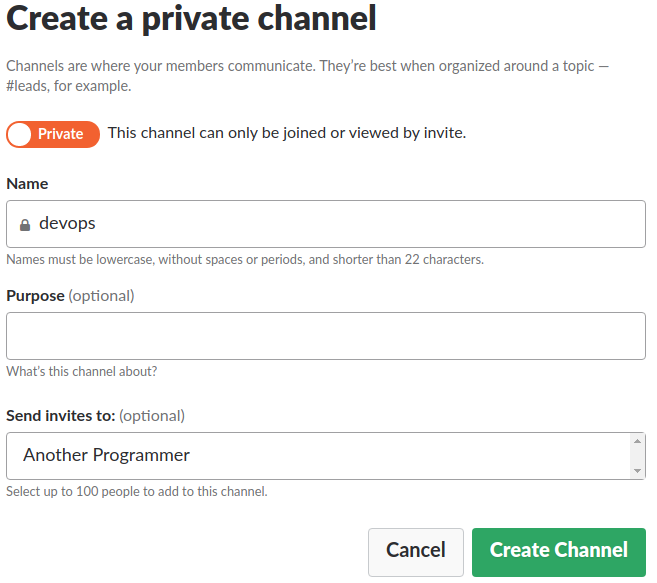 Create a private channel
Channels are where your members communicate. They're best when organized around a topic —
#leads, for example.
Private This channel can only be joined or viewed by invite.
Name
devops
Names must be lowercase, without spaces or periods, and shorter than 22 characters.
Purpose (optional)
What's this channel about?
Send invites to: (optional)
Another Programmer
Select up to 100 people to add to this channel.
Cancel Create Channel